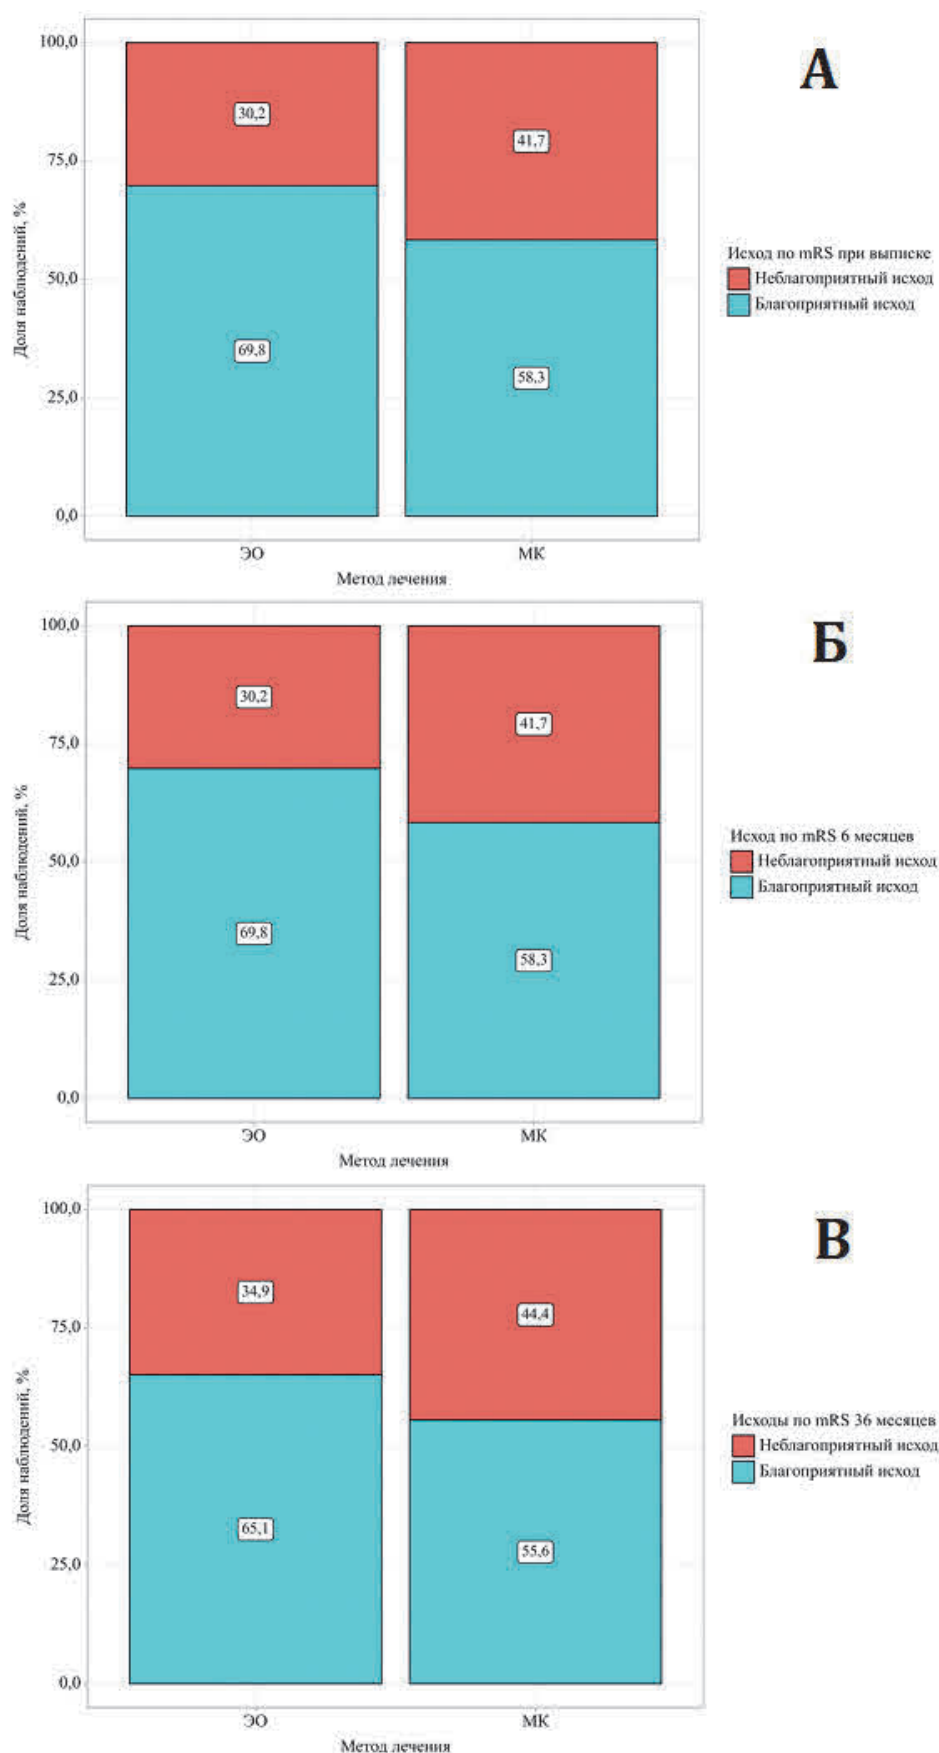 100,0
А
30,2
41,7
75,0
Исход по mRS при выписке
Неблагоприятный исход
Благоприятный исход
50,0
Доля наблюдений, %
69,8
58,3
25,0
0,0
ЭО
МК
Метод лечения
100,0
Б
30,2
41,7
75,0
Исход по mRS 6 месяцев
Неблагоприятный исход
Благоприятный исход
50,0
Доля наблюдений, %
69,8
58,3
25,0
0,0
ЭО
МК
Метод лечения
100,0
В
34,9
44,4
75,0
Исходы по mRS 36 месяцев
Неблагоприятный исход
Благоприятный исход
50,0
Доля наблюдений, %
65,1
55,6
25,0
0,0
ЭО
МК
Метод лечения